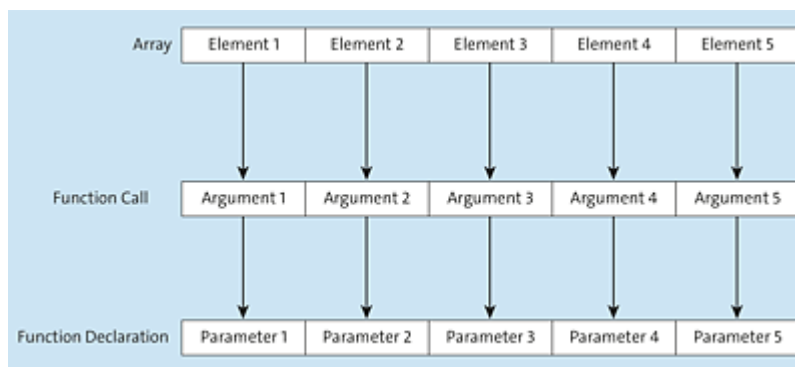 Array Element 1 Element 2 Element 3 Element 4 Element 5
Function Call Argument 1 Argument 2 Argument 3 Argument 4 Argument 5
Function Declaration Parameter 1 Parameter 2 Parameter 3 Parameter 4 Parameter 5